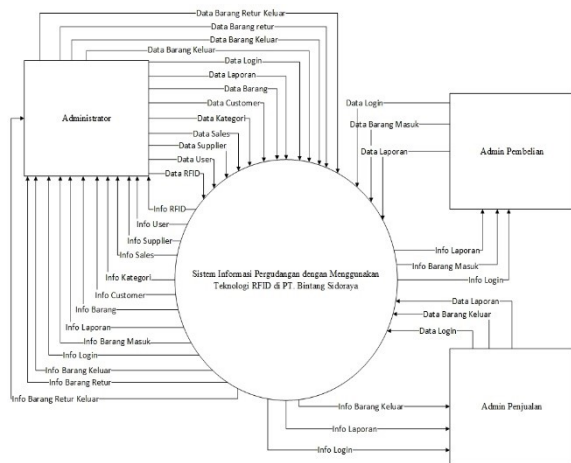 Data Barang Retur Keluar
Data Barang retur
Data Barang Keluar
Data Barang Keluar
Data Login
Data Laporan
Data Barang
Data Customer
Data Kategori
Data Sales
Data Supplier
Data User
Data RFID
Administrator
Info RFID
Info User
Info Supplier
Info Sales
Info Kategori
Info Customer
Info Barang
Info Laporan
Info Barang Masuk
Info Login
Info Barang Keluar
Info Barang Retur
Info Barang Retur Keluar
Sistem Informasi Pergudangan dengan Menggunakan
Teknologi RFID di PT. Bintang Sidoraya
Data Login
Data Barang Masuk
Data Laporan
Admin Pembelian
Info Laporan
Info Barang Masuk
Info Login
Data Laporan
Data Barang Keluar
Data Login
Admin Penjualan
Info Barang Keluar
Info Laporan
Info Login